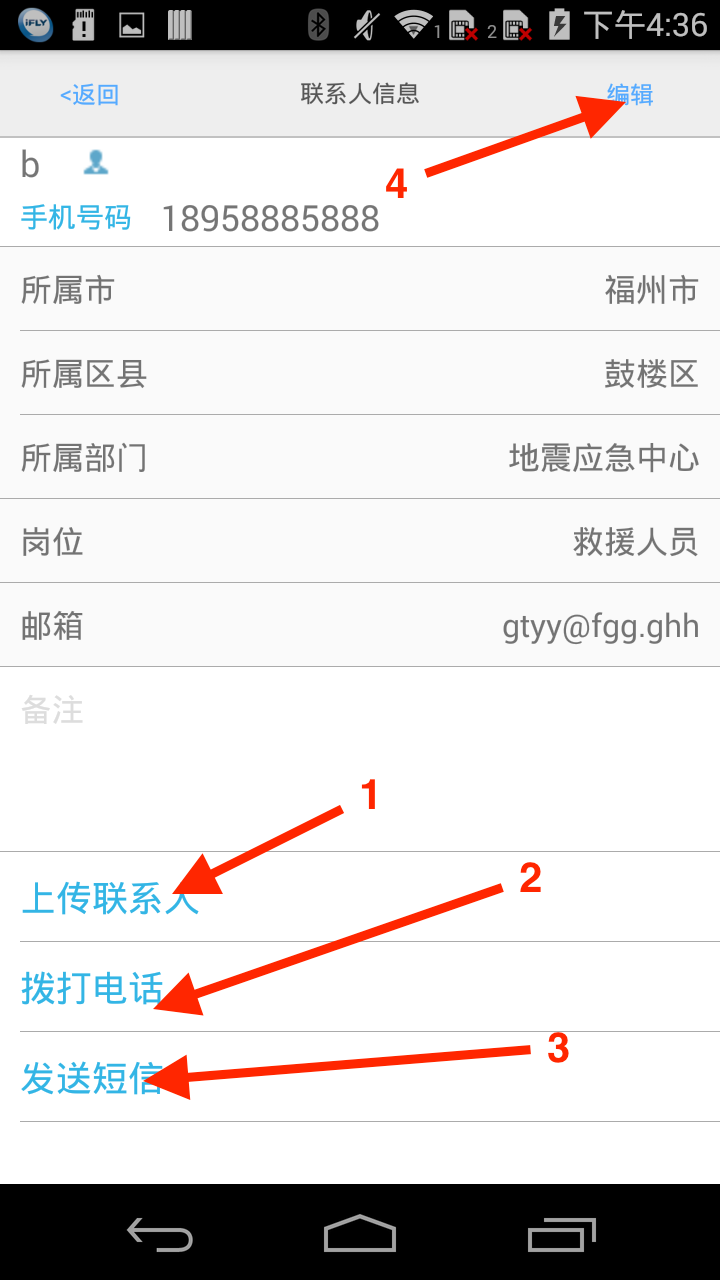 iFLY 1 2 下午4:36
<返回 联系人信息 编辑
b
4
手机号码 18958885888
所属市 福州市
所属区县 鼓楼区
所属部门 地震应急中心
岗位 救援人员
邮箱 gtyy@fgg.ghh
备注
1
上传联系人
2
拨打电话
3
发送短信